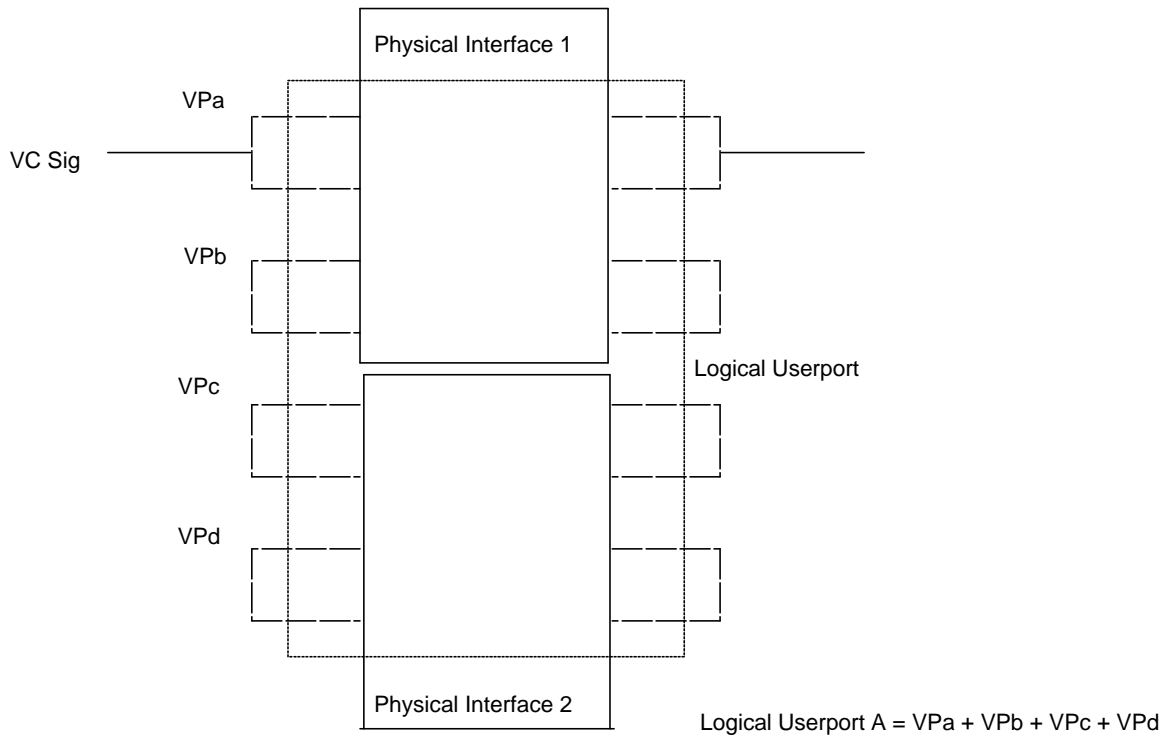 Physical Interface 1
VPa
VC Sig
VPb
Logical Userport
VPc
VPd
Physical Interface 2
Logical Userport A = VPa + VPb + VPc + VPd